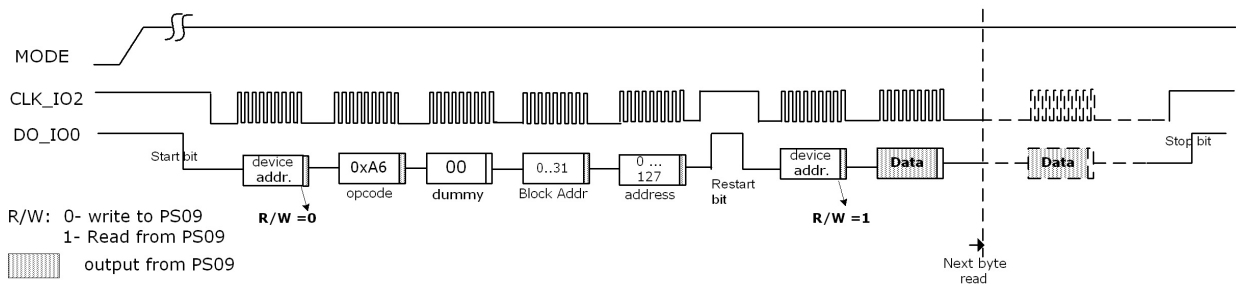 MODE
CLK_IO2
DO_IO0
Start bit
device
addr.
0xA6
00
0..31
0 ...
127
device
addr.
Data
Data
Stop bit
opcode
dummy
Block Addr
address
Restart
bit
R/W =0
R/W =1
R/W: 0- write to PS09
1- Read from PS09
output from PS09
Next byte
read